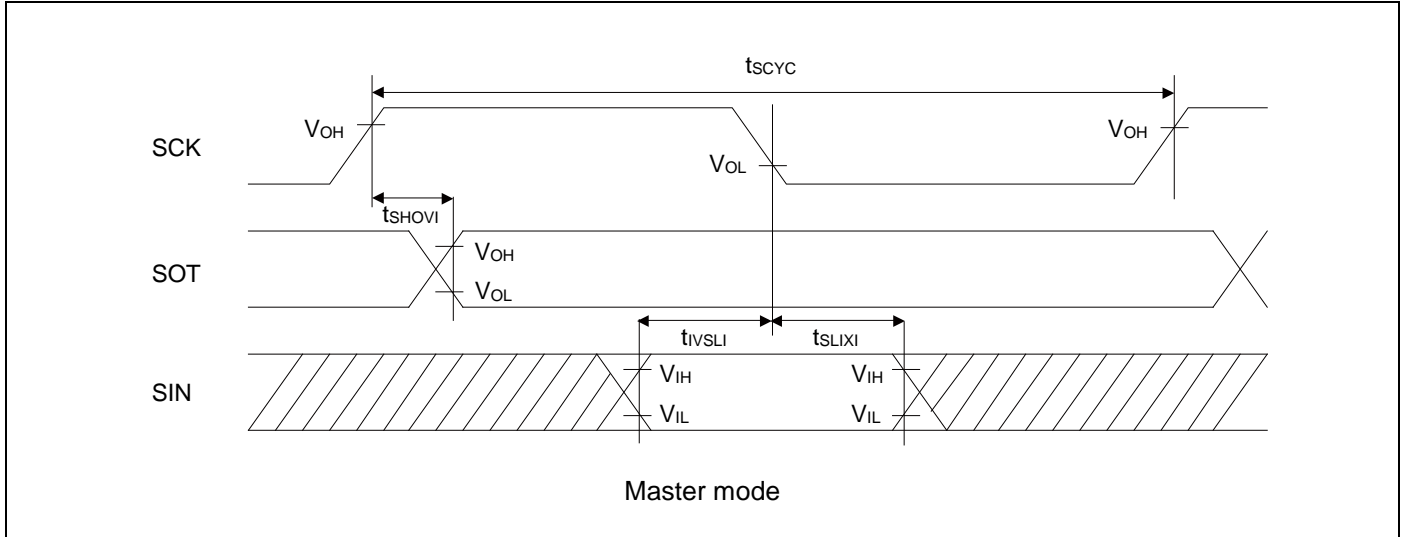 tSCYC
VOH
VOH
SCK
VOL
tSHOVI
VOH
SOT
VOL
tIVSLI
tSLIXI
VIH
VIH
SIN
VIL
VIL
Master mode